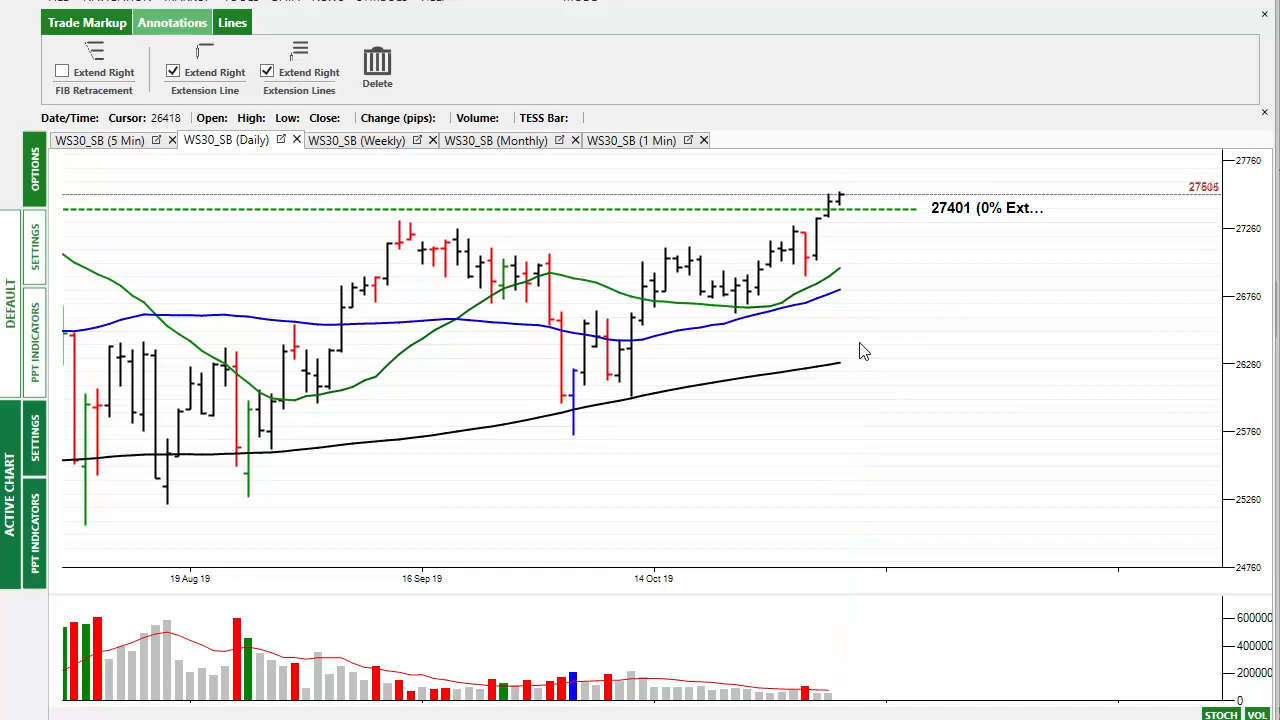 Trade Markup Annotations Lines
Extend Right Extend Right Extend Right
FIB Retracement Extension Line Extension Lines Delete
Date/Time: Cursor: 26418 Open: High: Low: Close: Change (pips): Volume: TESS Bar:
WS30_SB (5 Min) WS30_SB (Daily) WS30_SB (Weekly) WS30_SB (Monthly) WS30_SB (1 Min)
OPTIONS
DEFAULT
SETTINGS
PPT INDICATORS
ACTIVE CHART
SETTINGS
PPT INDICATORS
27760
27401 (0% Ext...
27260
26760
26260
25760
25260
24760
19 Aug 19 16 Sep 19 14 Oct 19
600000
400000
200000
0
STOCH VOL